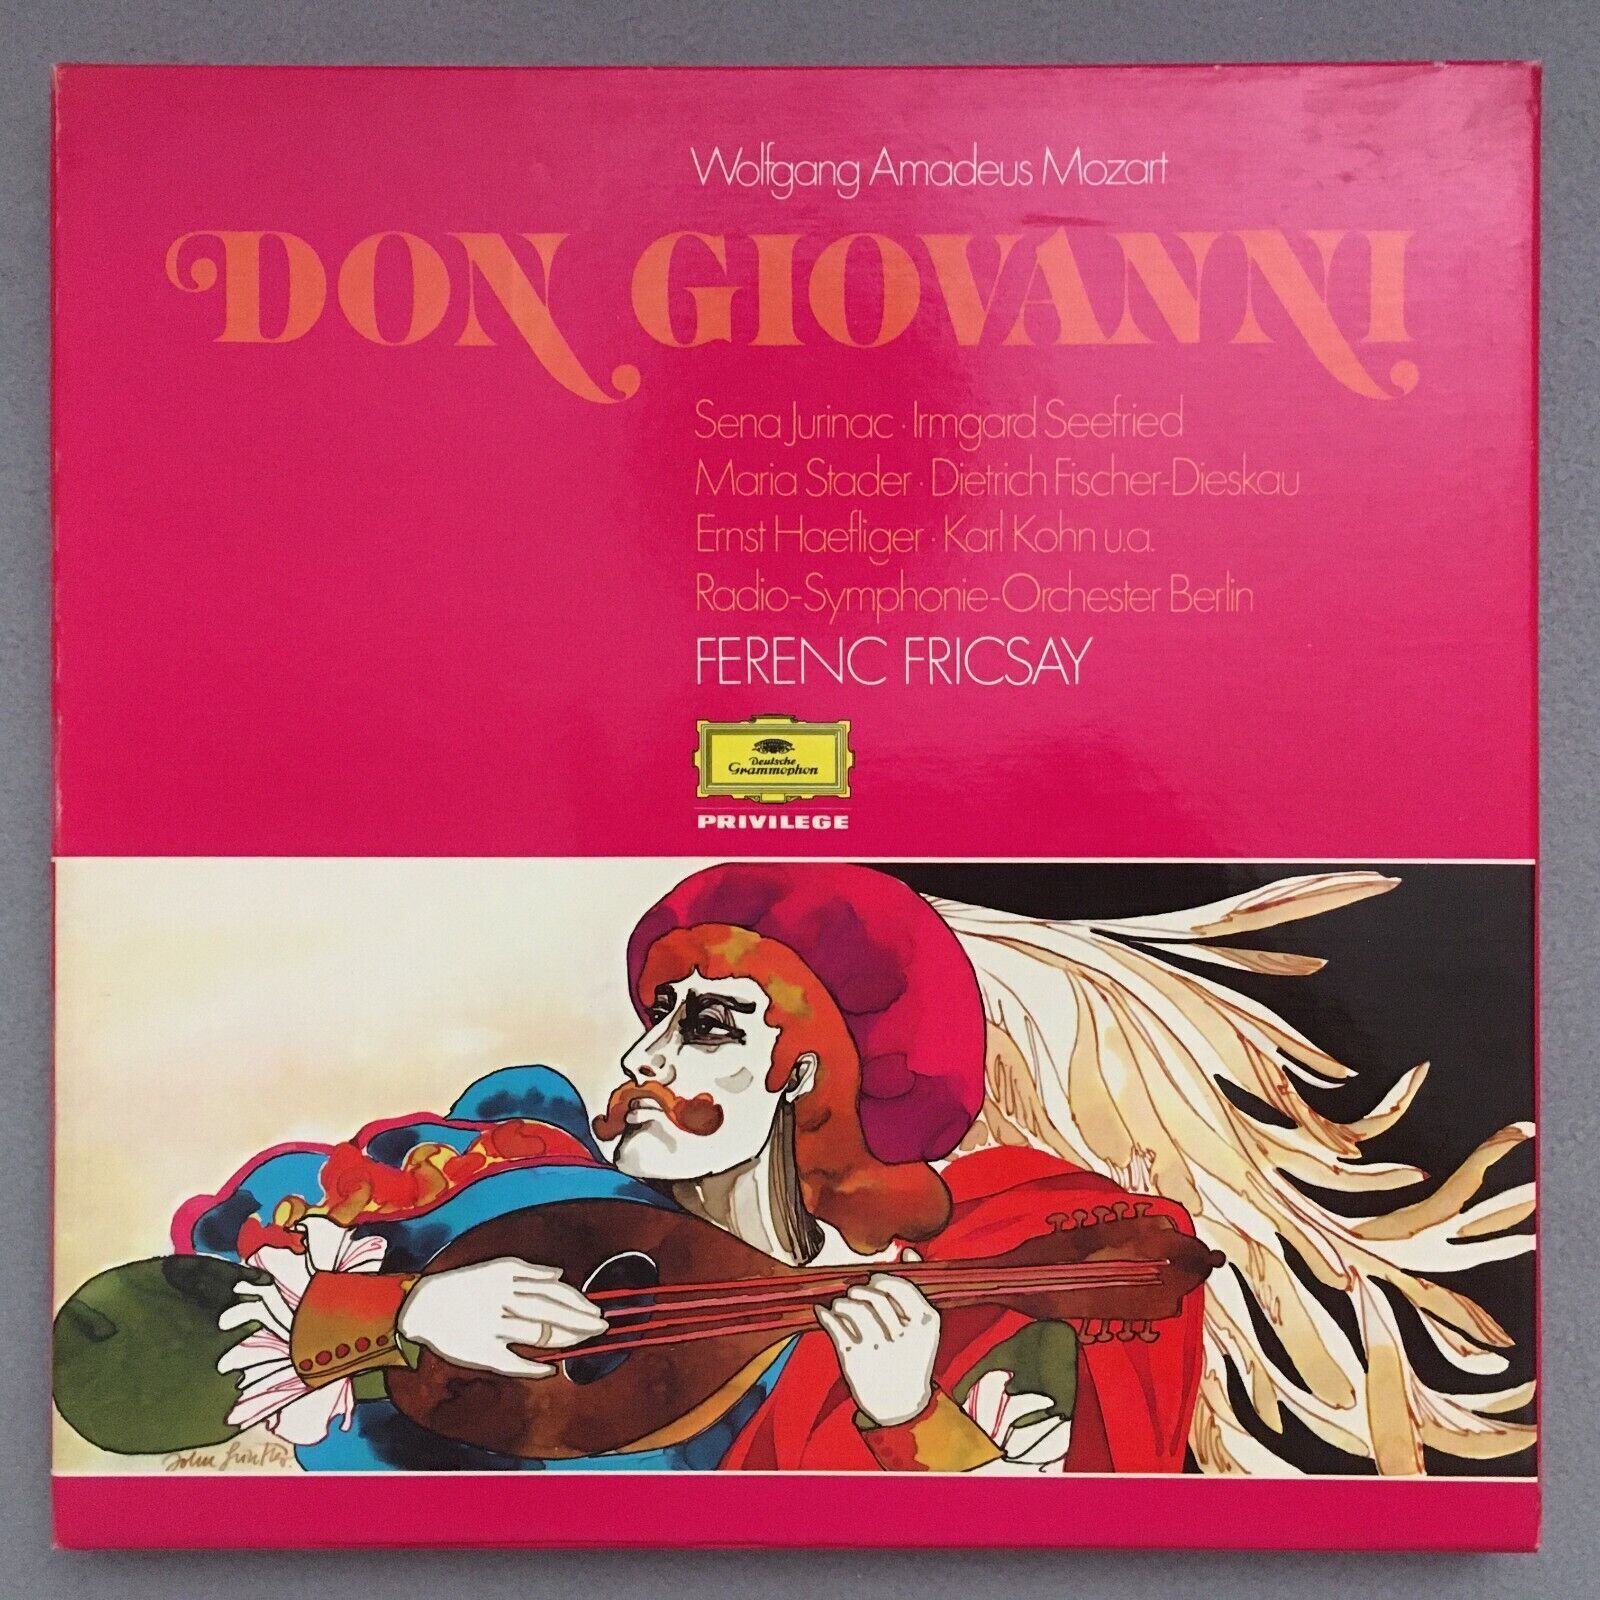 Wolfgang Amadeus Mozart
DON GIOVANNI
Sena Jurinac · Irmgard Seefried
Maria Stader · Dietrich Fischer-Dieskau
Ernst Haefliger · Karl Kohn u.a.
Radio-Symphonie-Orchester Berlin
FERENC FRICSAY
Deutsche
Grammophon
PRIVILEGE
John